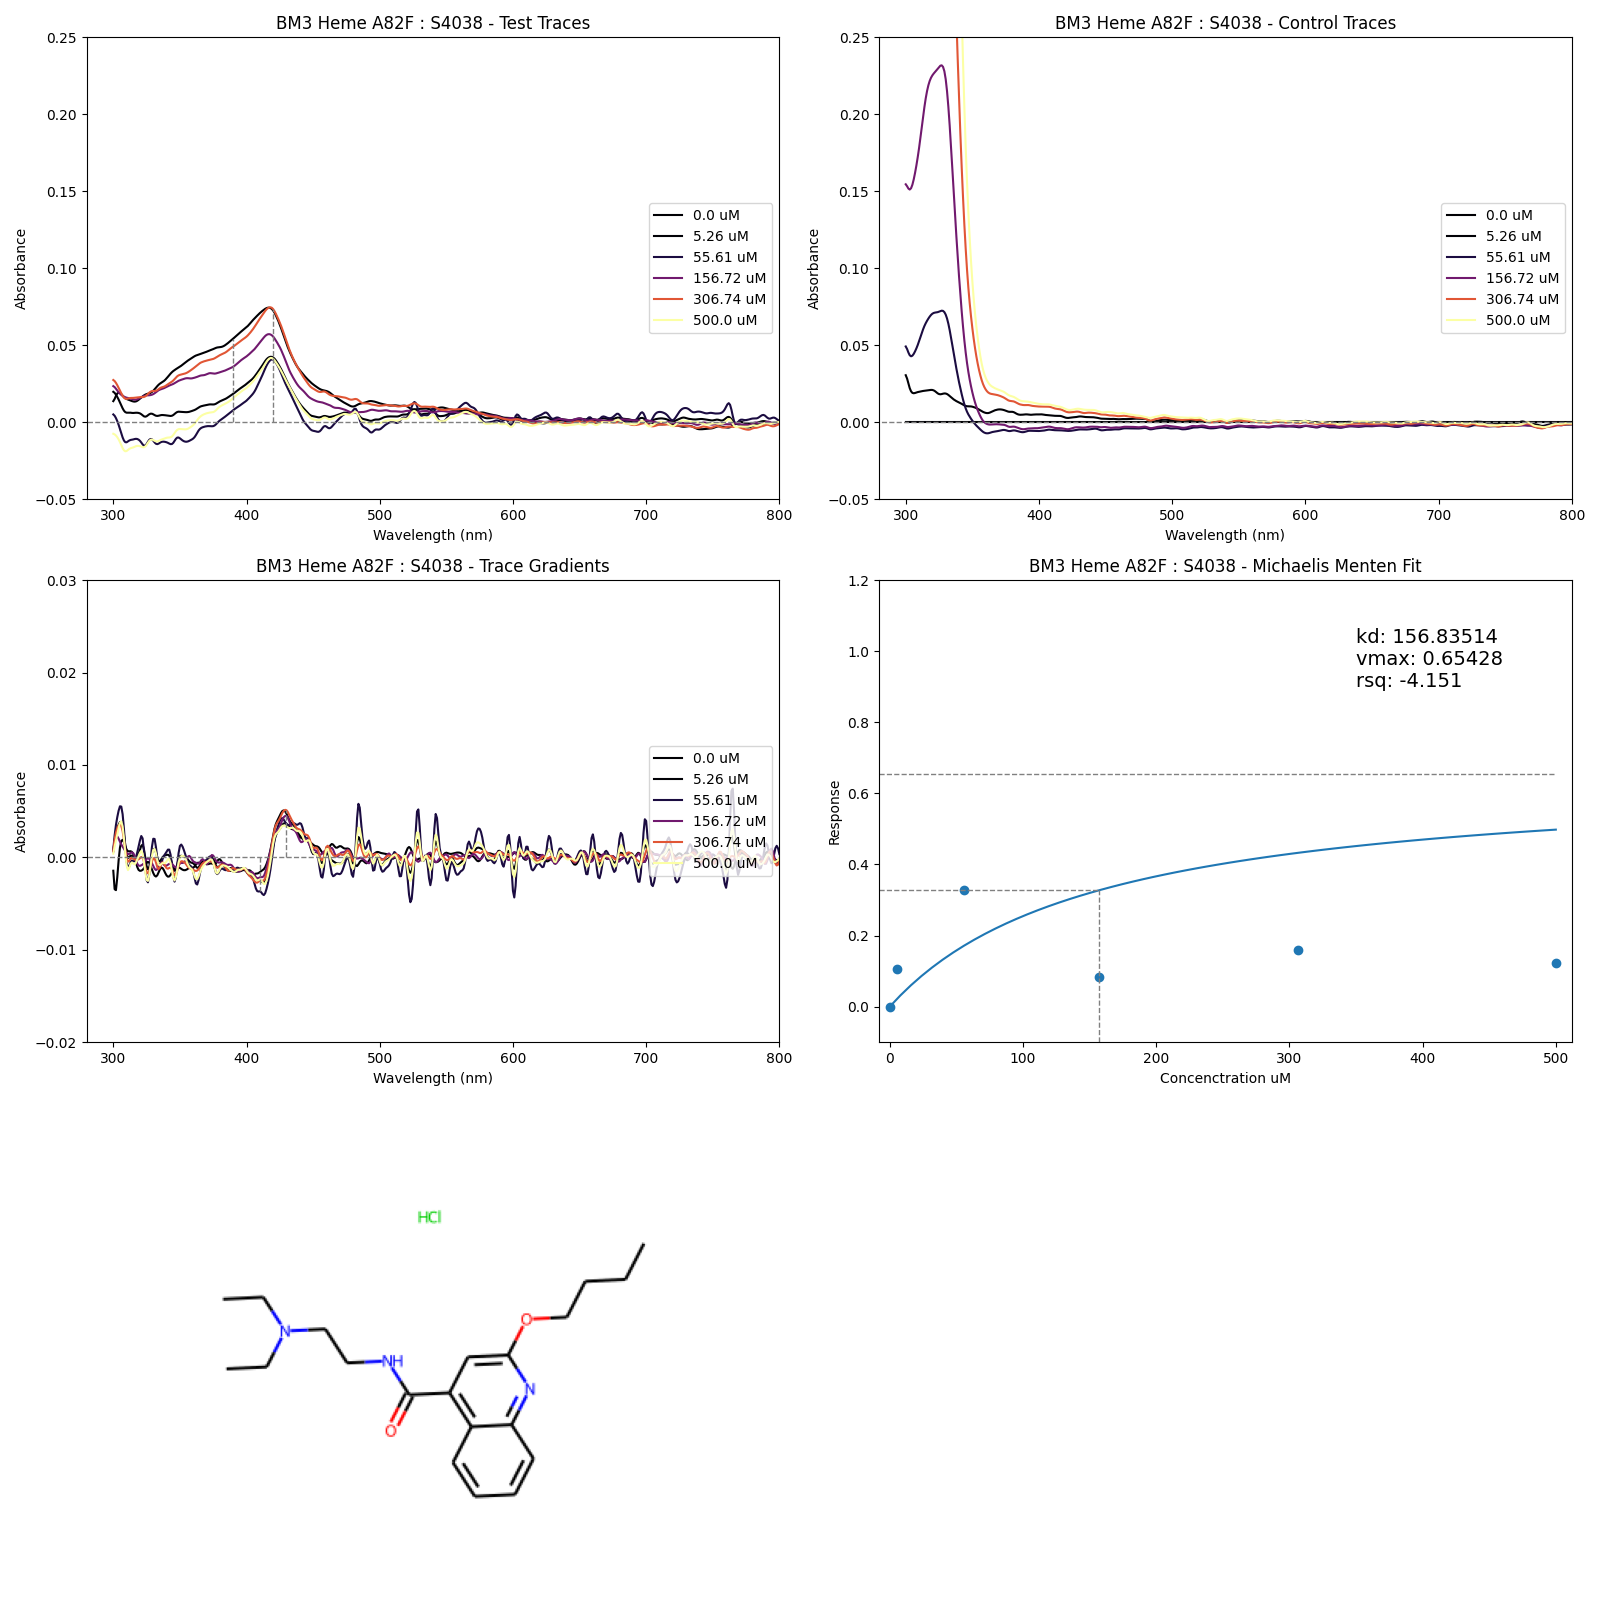 BM3 Heme A82F : S4038 - Test Traces
0.25
0.20
0.15
0.10
0.05
0.00
−0.05
Absorbance
300 400 500 600 700 800
Wavelength (nm)
0.0 uM
5.26 uM
55.61 uM
156.72 uM
306.74 uM
500.0 uM
BM3 Heme A82F : S4038 - Control Traces
0.25
0.20
0.15
0.10
0.05
0.00
−0.05
Absorbance
300 400 500 600 700 800
Wavelength (nm)
0.0 uM
5.26 uM
55.61 uM
156.72 uM
306.74 uM
500.0 uM
BM3 Heme A82F : S4038 - Trace Gradients
0.03
0.02
0.01
0.00
−0.01
−0.02
Absorbance
300 400 500 600 700 800
Wavelength (nm)
0.0 uM
5.26 uM
55.61 uM
156.72 uM
306.74 uM
500.0 uM
BM3 Heme A82F : S4038 - Michaelis Menten Fit
1.2
1.0
0.8
0.6
0.4
0.2
0.0
Response
kd: 156.83514
vmax: 0.65428
rsq: -4.151
0 100 200 300 400 500
Concenctration uM
HCl
O
N
NH
N
O